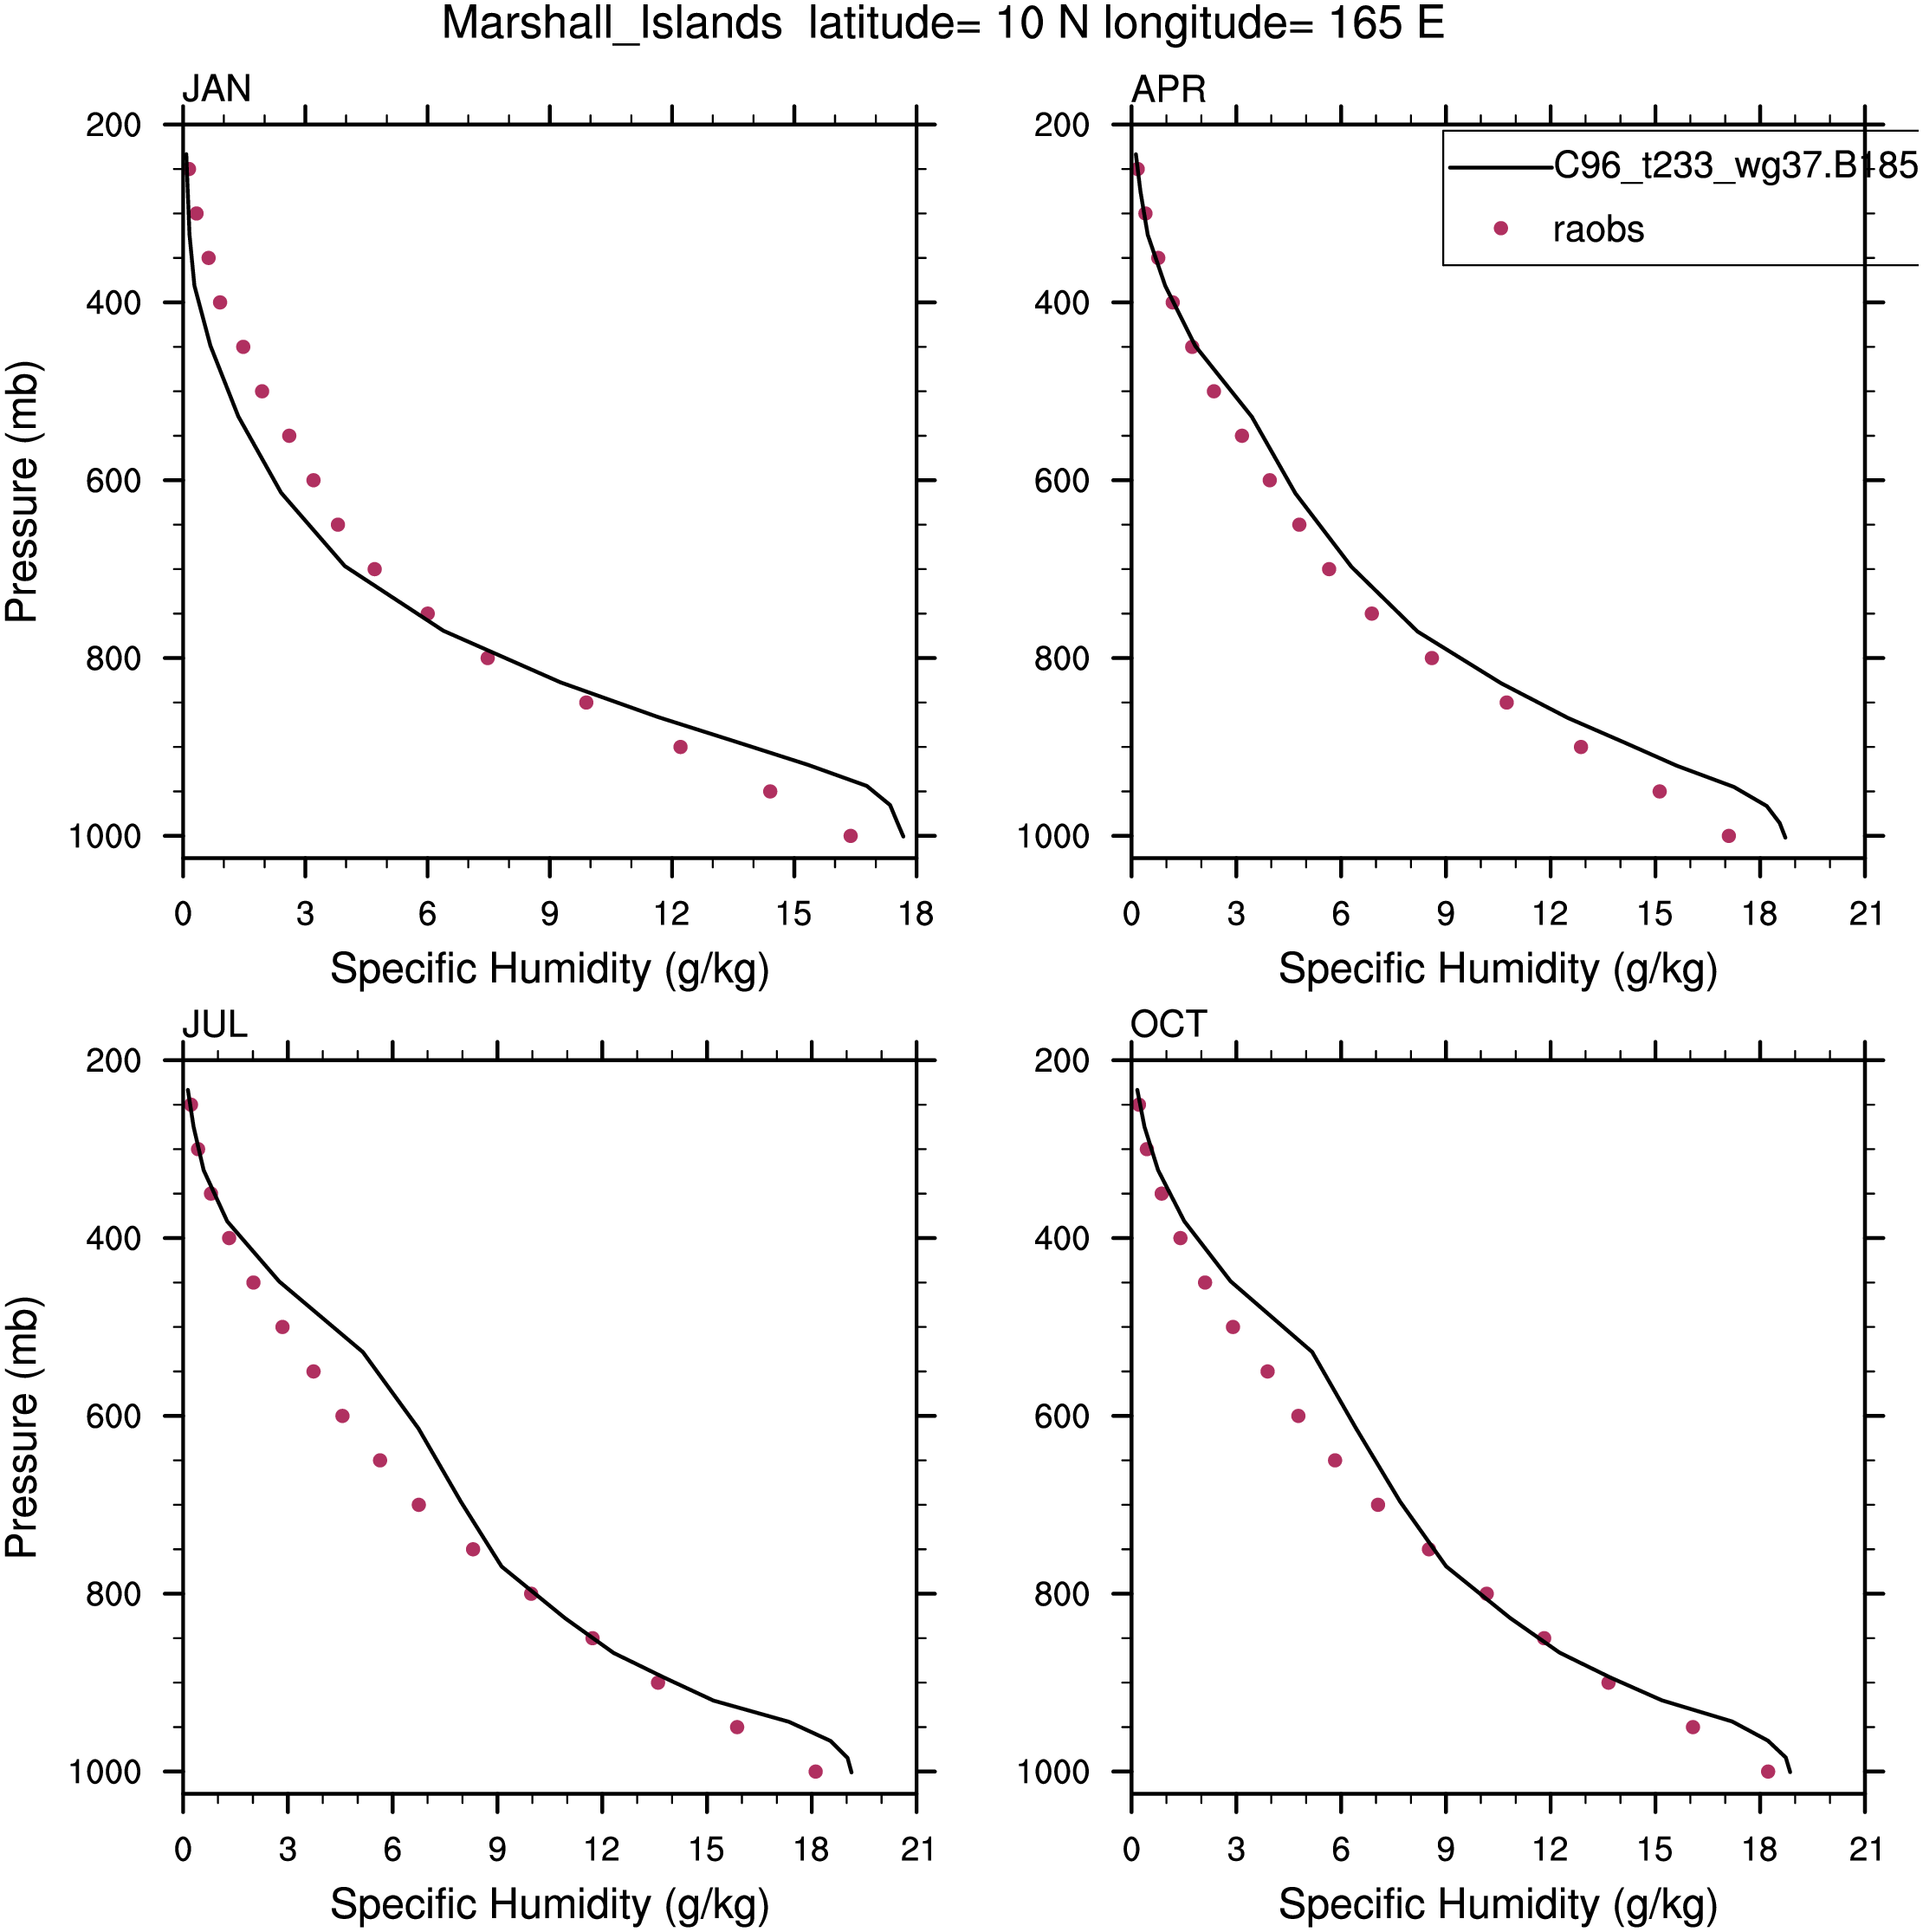 Marshall_Islands latitude= 10 N longitude= 165 E
JAN
200
400
600
800
1000
Pressure (mb)
0 3 6 9 12 15 18
Specific Humidity (g/kg)
APR
C96_t233_wg37.B185
raobs
200
400
600
800
1000
0 3 6 9 12 15 18 21
Specific Humidity (g/kg)
JUL
200
400
600
800
1000
Pressure (mb)
0 3 6 9 12 15 18 21
Specific Humidity (g/kg)
OCT
200
400
600
800
1000
0 3 6 9 12 15 18 21
Specific Humidity (g/kg)